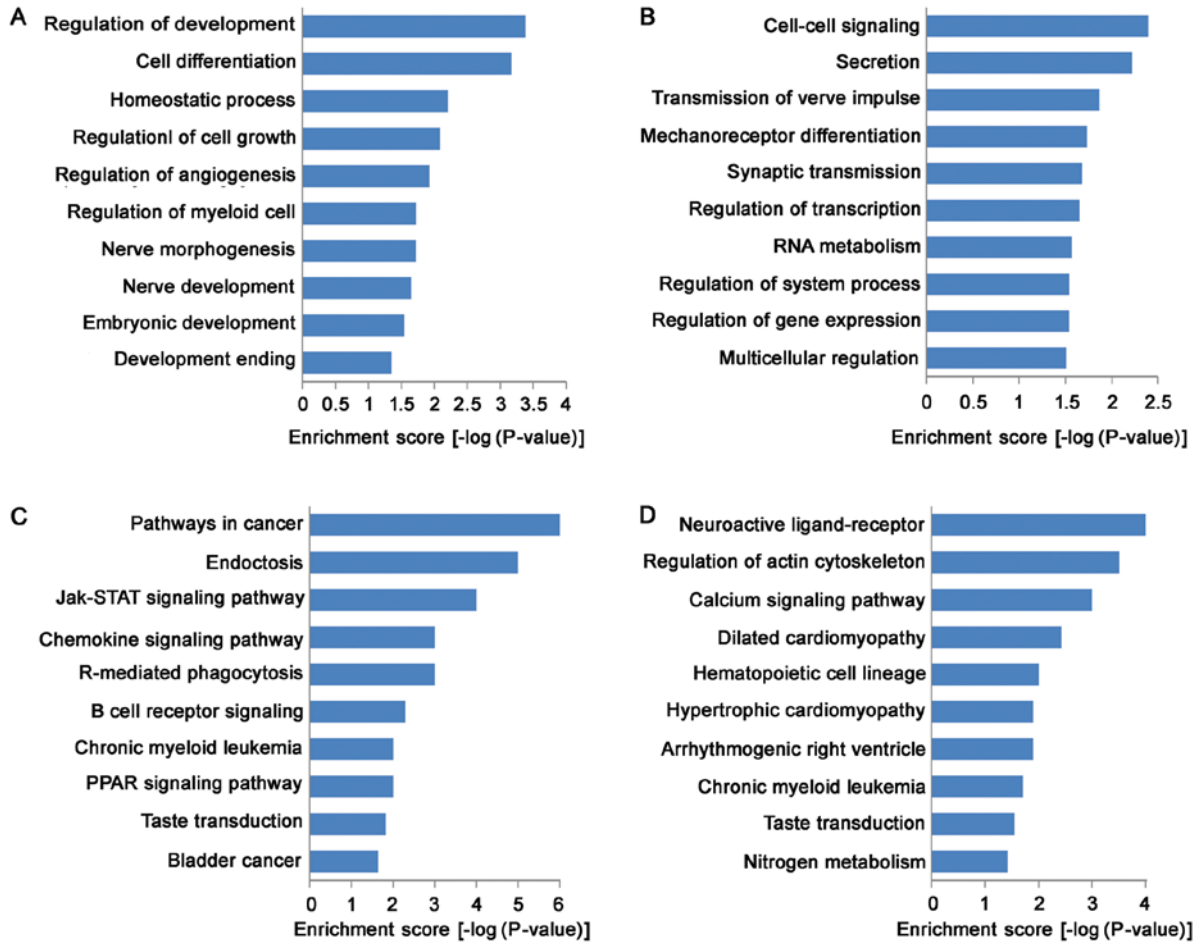 A
Regulation of development
Cell differentiation
Homeostatic process
Regulationl of cell growth
Regulation of angiogenesis
Regulation of myeloid cell
Nerve morphogenesis
Nerve development
Embryonic development
Development ending
0 0.5 1 1.5 2 2.5 3 3.5 4
Enrichment score [-log (P-value)]
B
Cell-cell signaling
Secretion
Transmission of verve impulse
Mechanoreceptor differentiation
Synaptic transmission
Regulation of transcription
RNA metabolism
Regulation of system process
Regulation of gene expression
Multicellular regulation
0 0.5 1 1.5 2 2.5
Enrichment score [-log (P-value)]
C
Pathways in cancer
Endoctosis
Jak-STAT signaling pathway
Chemokine signaling pathway
R-mediated phagocytosis
B cell receptor signaling
Chronic myeloid leukemia
PPAR signaling pathway
Taste transduction
Bladder cancer
0 1 2 3 4 5 6
Enrichment score [-log (P-value)]
D
Neuroactive ligand-receptor
Regulation of actin cytoskeleton
Calcium signaling pathway
Dilated cardiomyopathy
Hematopoietic cell lineage
Hypertrophic cardiomyopathy
Arrhythmogenic right ventricle
Chronic myeloid leukemia
Taste transduction
Nitrogen metabolism
0 1 2 3 4
Enrichment score [-log (P-value)]